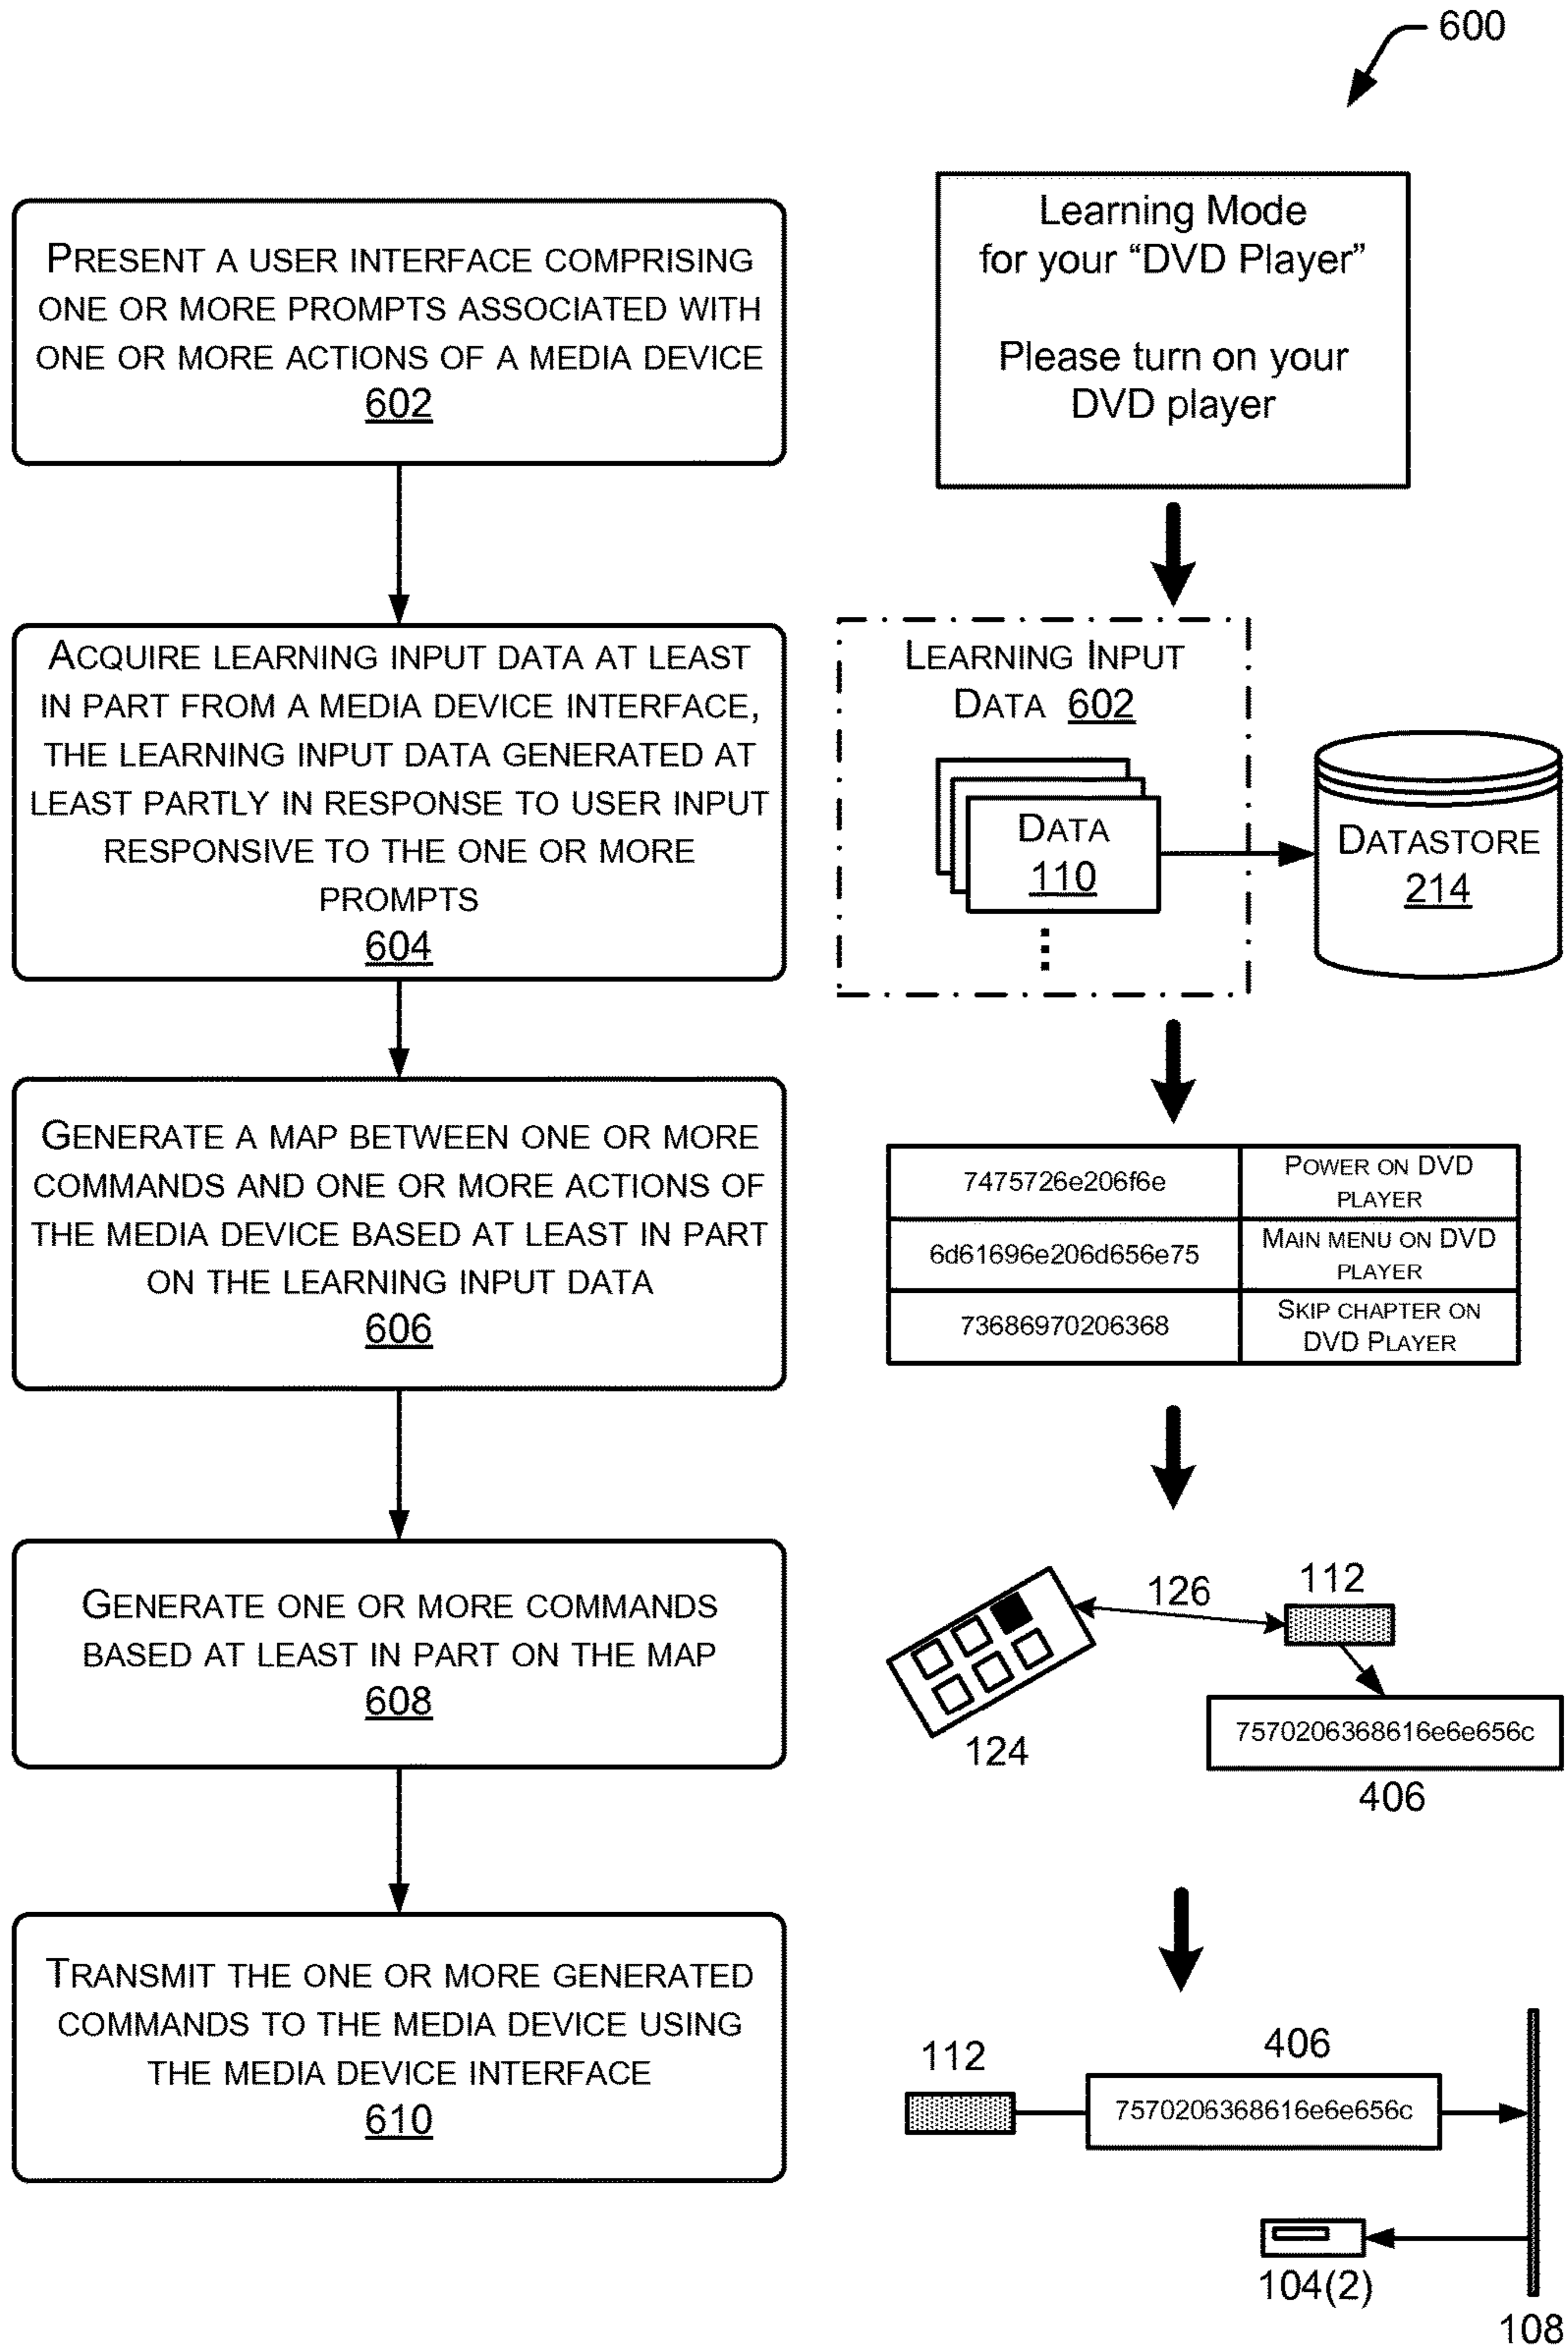 600
PRESENT A USER INTERFACE COMPRISING
ONE OR MORE PROMPTS ASSOCIATED WITH
ONE OR MORE ACTIONS OF A MEDIA DEVICE
602
Learning Mode
for your “DVD Player”
Please turn on your
DVD player
ACQUIRE LEARNING INPUT DATA AT LEAST
IN PART FROM A MEDIA DEVICE INTERFACE,
THE LEARNING INPUT DATA GENERATED AT
LEAST PARTLY IN RESPONSE TO USER INPUT
RESPONSIVE TO THE ONE OR MORE
PROMPTS
604
LEARNING INPUT
DATA 602
DATA
110
DATASTORE
214
GENERATE A MAP BETWEEN ONE OR MORE
COMMANDS AND ONE OR MORE ACTIONS OF
THE MEDIA DEVICE BASED AT LEAST IN PART
ON THE LEARNING INPUT DATA
606
7475726e206f6e
POWER ON DVD
PLAYER
6d61696e206d656e75
MAIN MENU ON DVD
PLAYER
73686970206368
SKIP CHAPTER ON
DVD PLAYER
GENERATE ONE OR MORE COMMANDS
BASED AT LEAST IN PART ON THE MAP
608
126
112
124
7570206368616e6e656c
406
TRANSMIT THE ONE OR MORE GENERATED
COMMANDS TO THE MEDIA DEVICE USING
THE MEDIA DEVICE INTERFACE
610
112
406
7570206368616e6e656c
104(2)
108